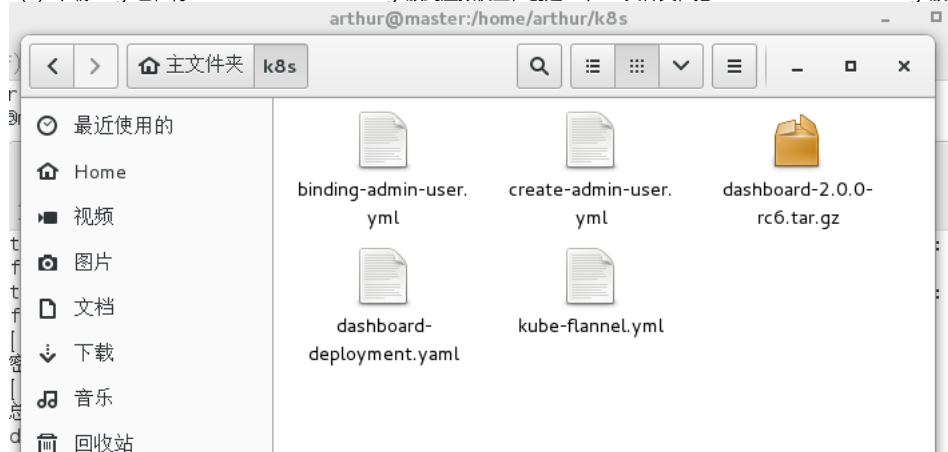 arthur@master:/home/arthur/k8s
主文件夹 k8s
最近使用的
Home
视频
图片
文档
下载
音乐
回收站
binding-admin-user.
yml
create-admin-user.
yml
dashboard-2.0.0-
rc6.tar.gz
dashboard-
deployment.yaml
kube-flannel.yml